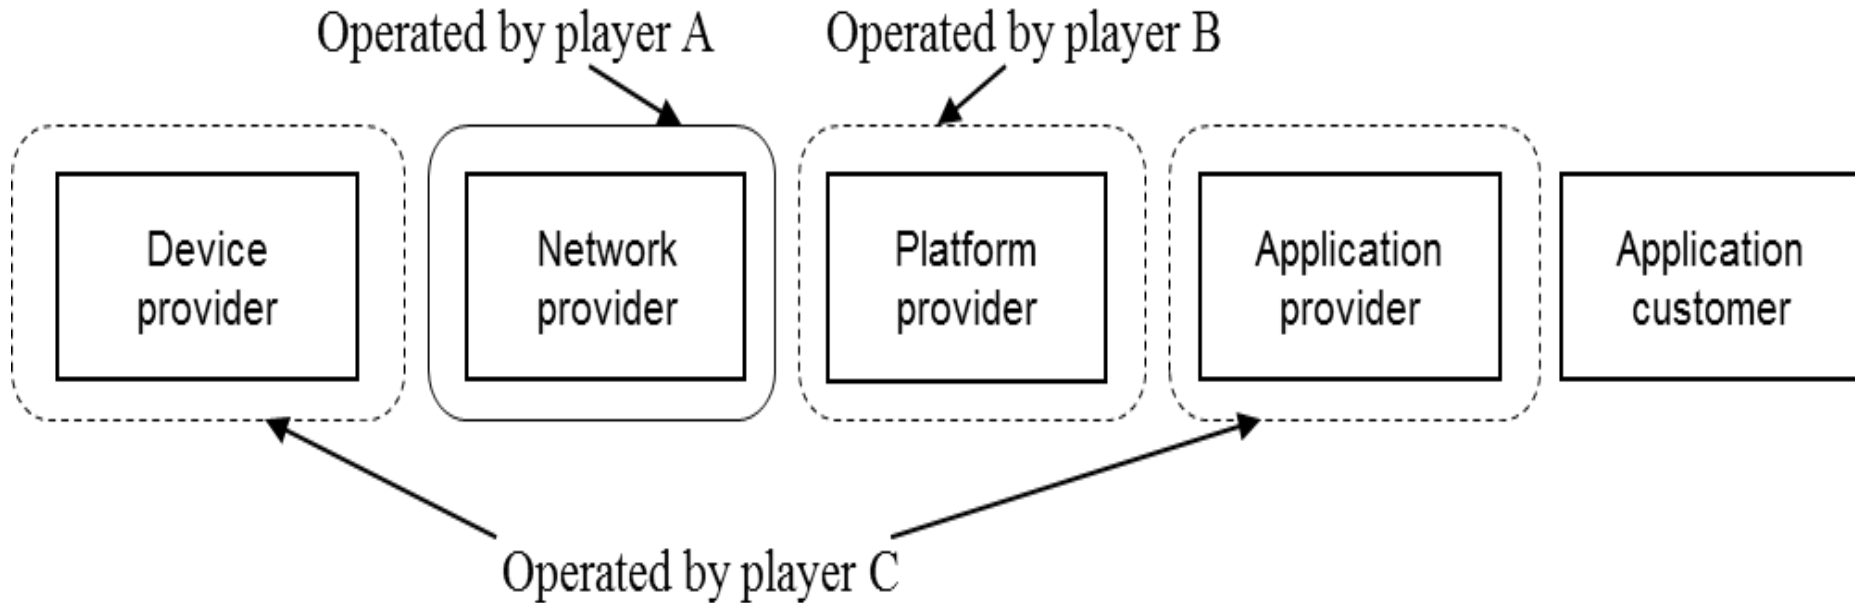 Operated by player A
Operated by player B
Device
provider
Network
provider
Platform
provider
Application
provider
Application
customer
Operated by player C